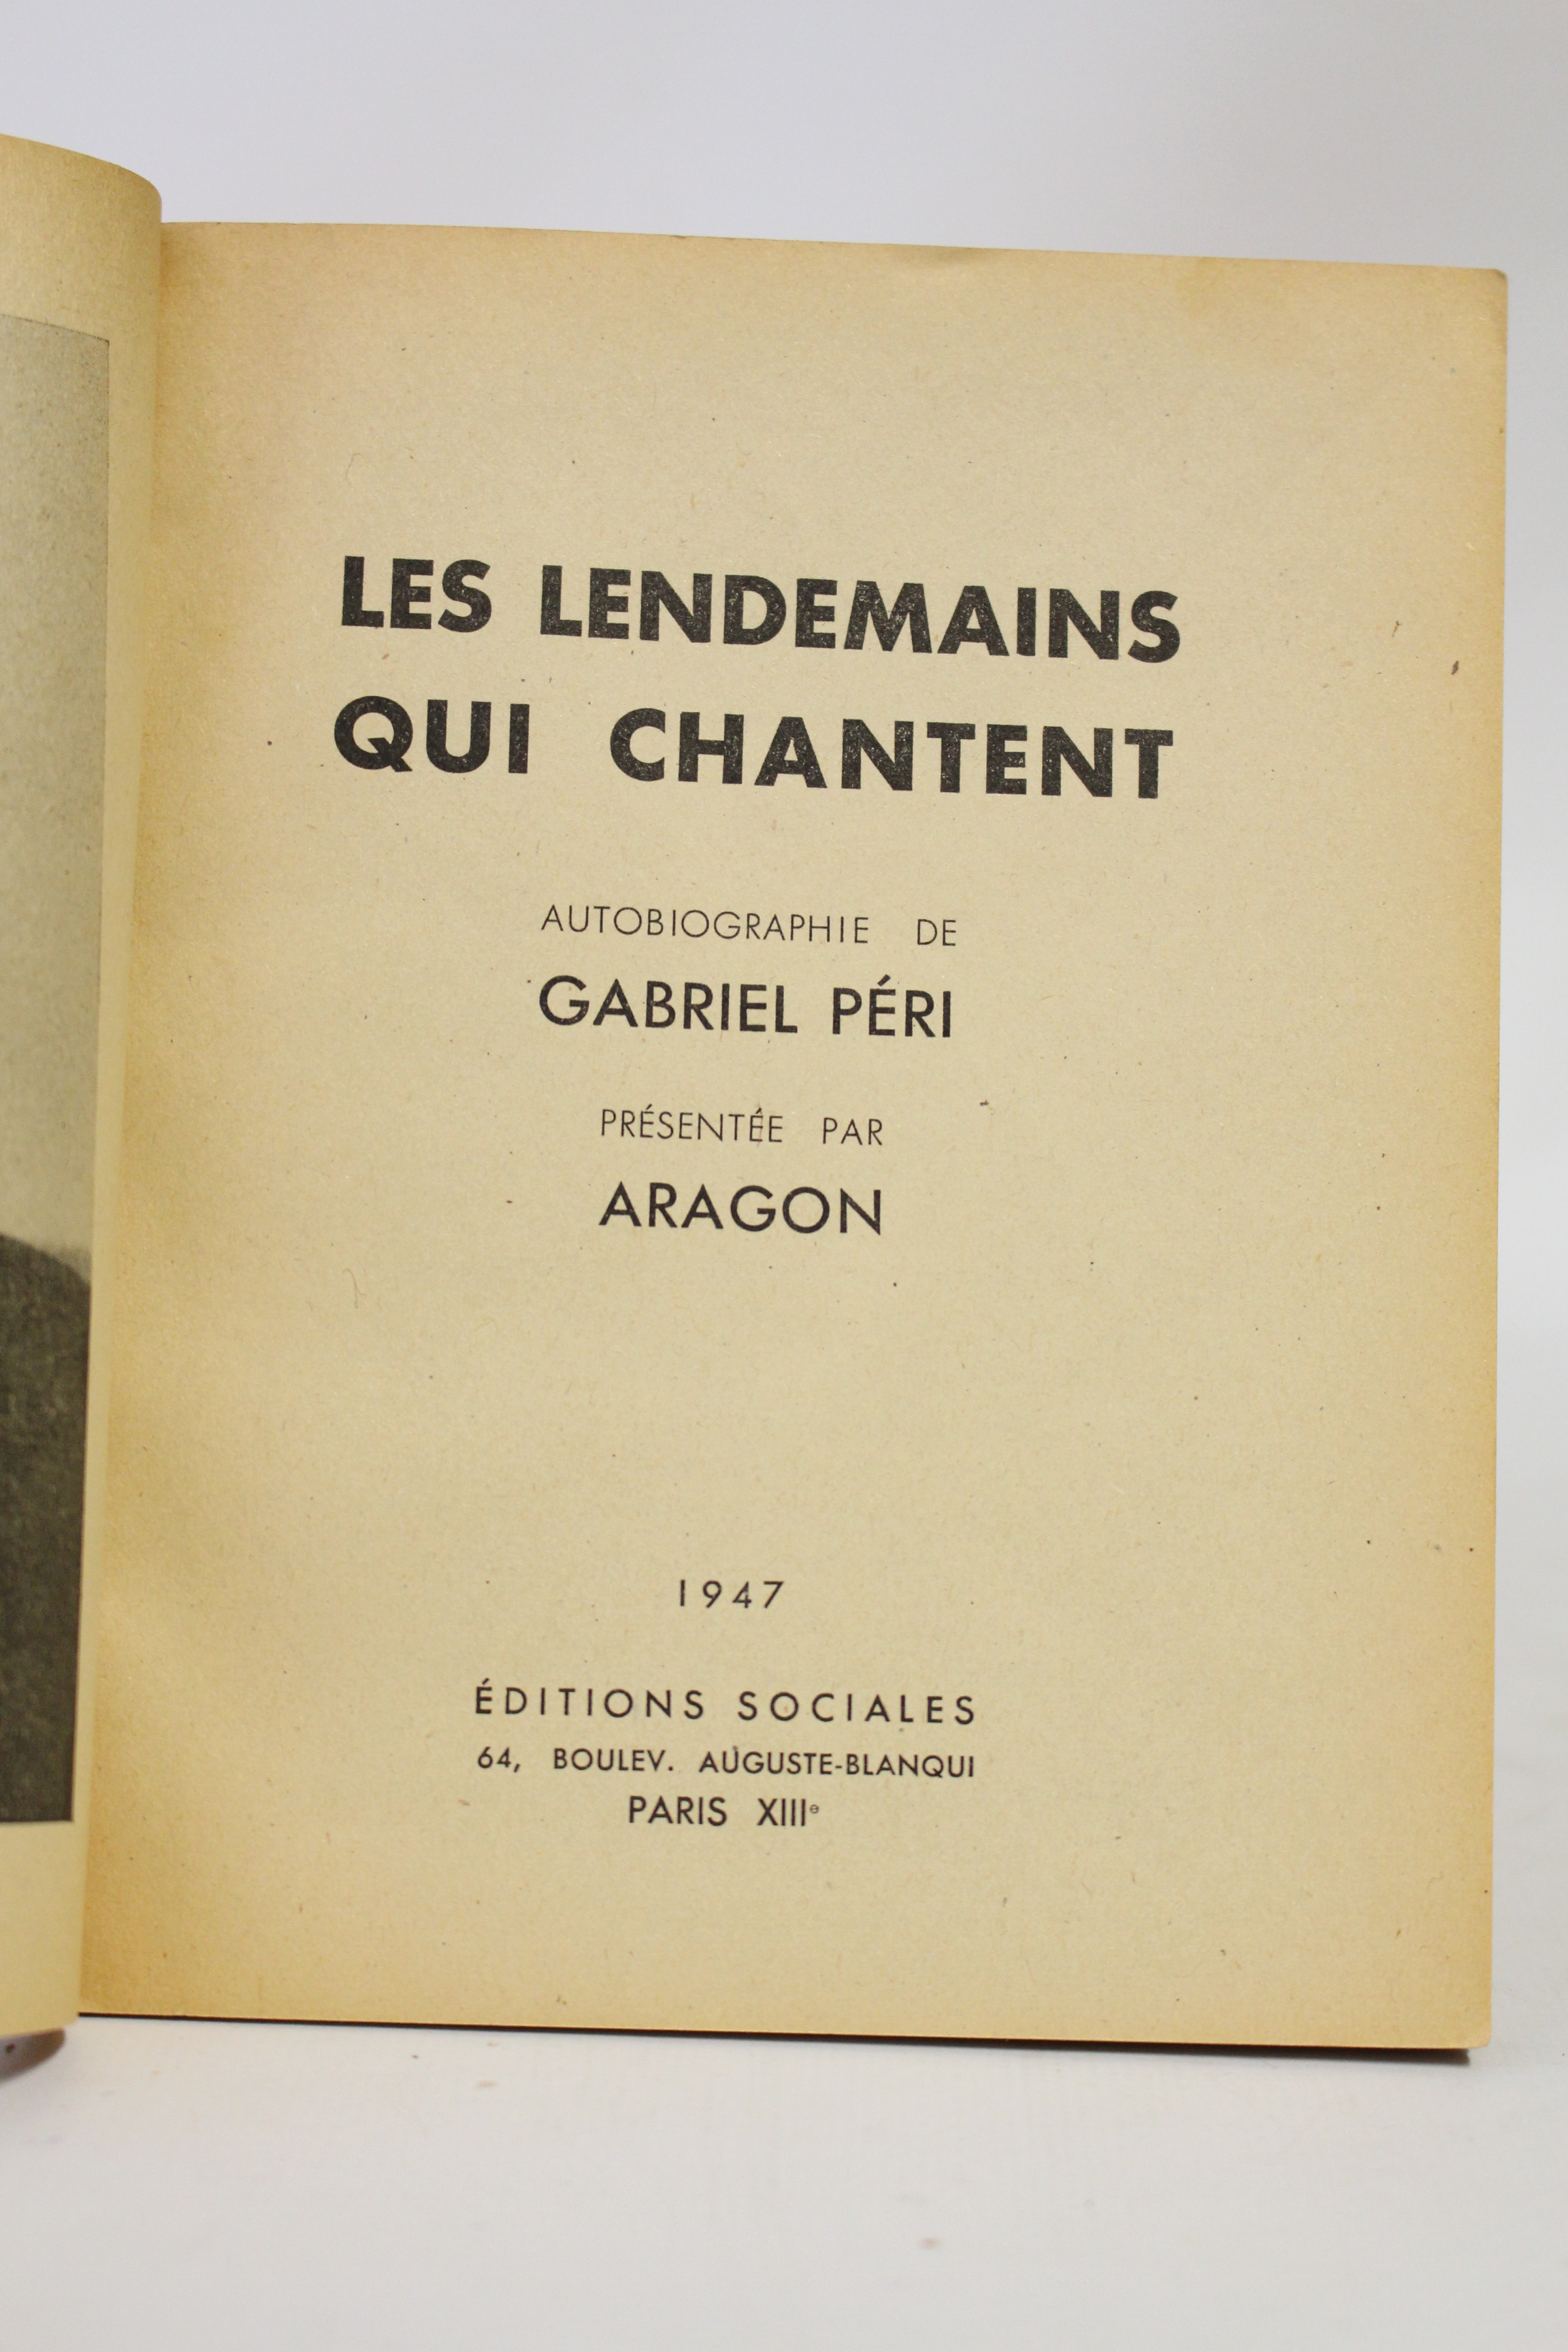 LES LENDEMAINS
QUI CHANTENT
AUTOBIOGRAPHIE DE
GABRIEL PÉRI
PRÉSENTÉE PAR
ARAGON
1947
ÉDITIONS SOCIALES
64, BOULEV. AUGUSTE-BLANQUI
PARIS XIIIᵉ